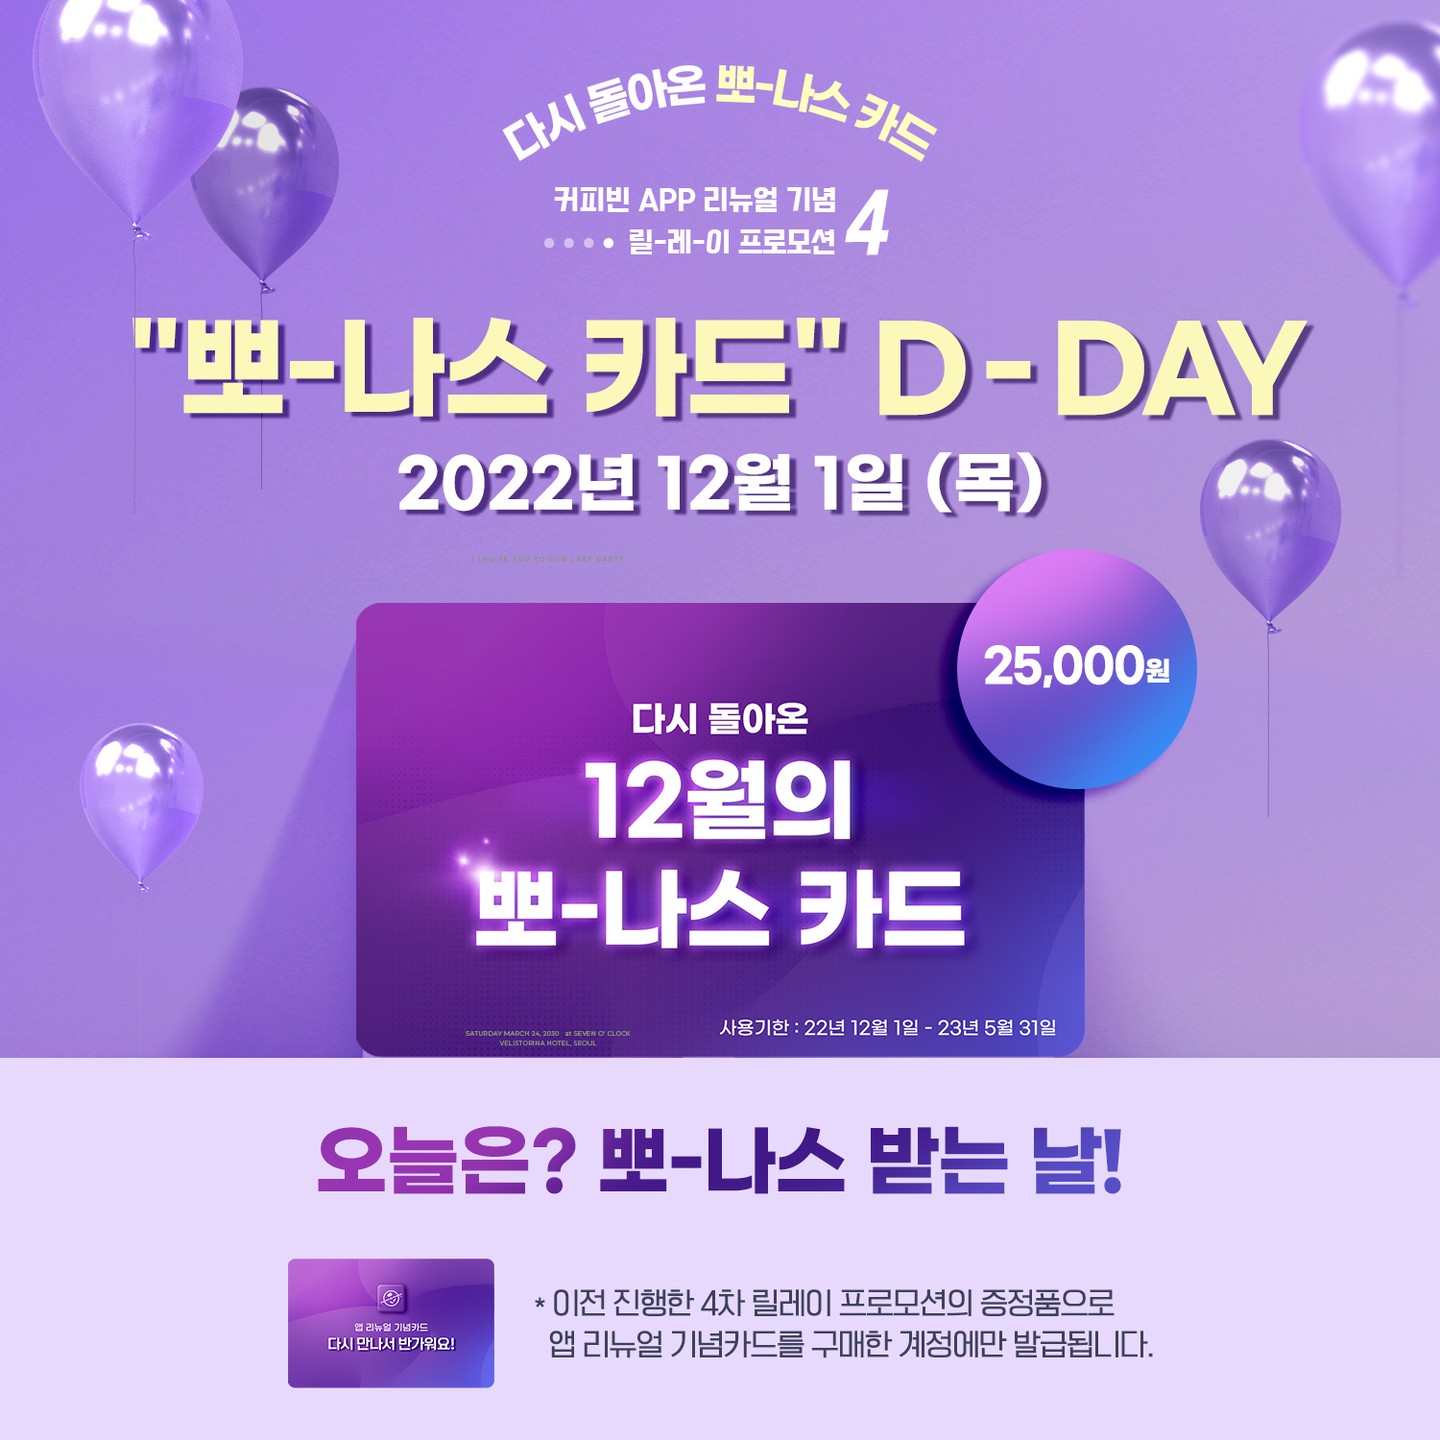 다시 돌아온 뽀-나스 카드
커피빈 APP 리뉴얼 기념
릴-레-이 프로모션 4
"뽀-나스 카드" D - DAY
2022년 12월 1일 (목)
I INVITE YOU TO OUR LAST PARTY
25,000원
다시 돌아온
12월의
뽀-나스 카드
사용기한 : 22년 12월 1일 - 23년 5월 31일
SATURDAY MARCH 24, 2030 at SEVEN O' CLOCK
VELISTORINA HOTEL, SEOUL
오늘은? 뽀-나스 받는 날!
앱 리뉴얼 기념카드
다시 만나서 반가워요!
* 이전 진행한 4차 릴레이 프로모션의 증정품으로
앱 리뉴얼 기념카드를 구매한 계정에만 발급됩니다.